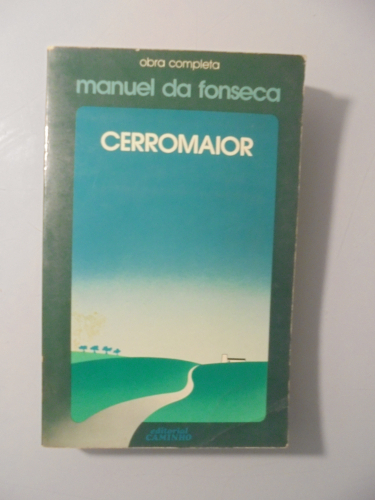 obra completa
manuel da fonseca
CERROMAIOR
editorial
CAMINHO